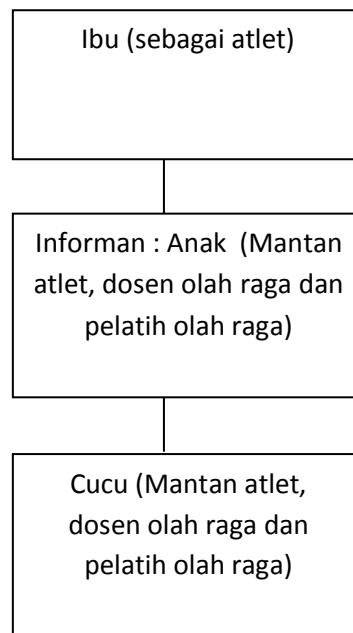 Ibu (sebagai atlet)
Informan : Anak  (Mantan
atlet, dosen olah raga dan
pelatih olah raga)
Cucu (Mantan atlet,
dosen olah raga dan
pelatih olah raga)